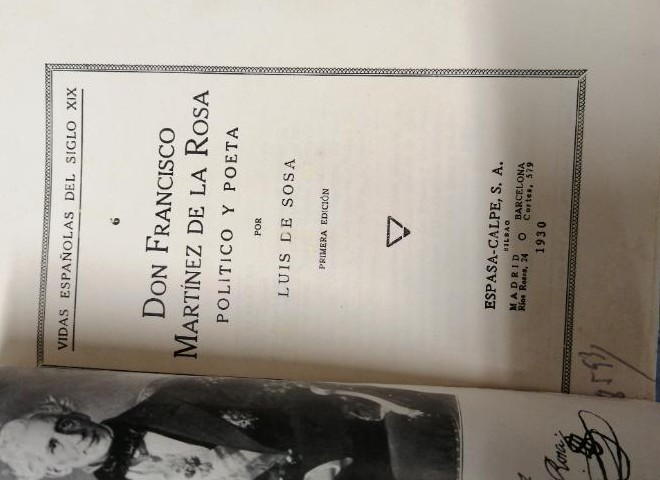 VIDAS ESPAÑOLAS DEL SIGLO XIX
6
DON FRANCISCO
MARTÍNEZ DE LA ROSA
POLÍTICO Y POETA
POR
LUIS DE SOSA
PRIMERA EDICIÓN
ESPASA-CALPE, S. A.
BILBAO
MADRID BARCELONA
Ríos Rosas, 24 Cortes, 579
1930
Rosa